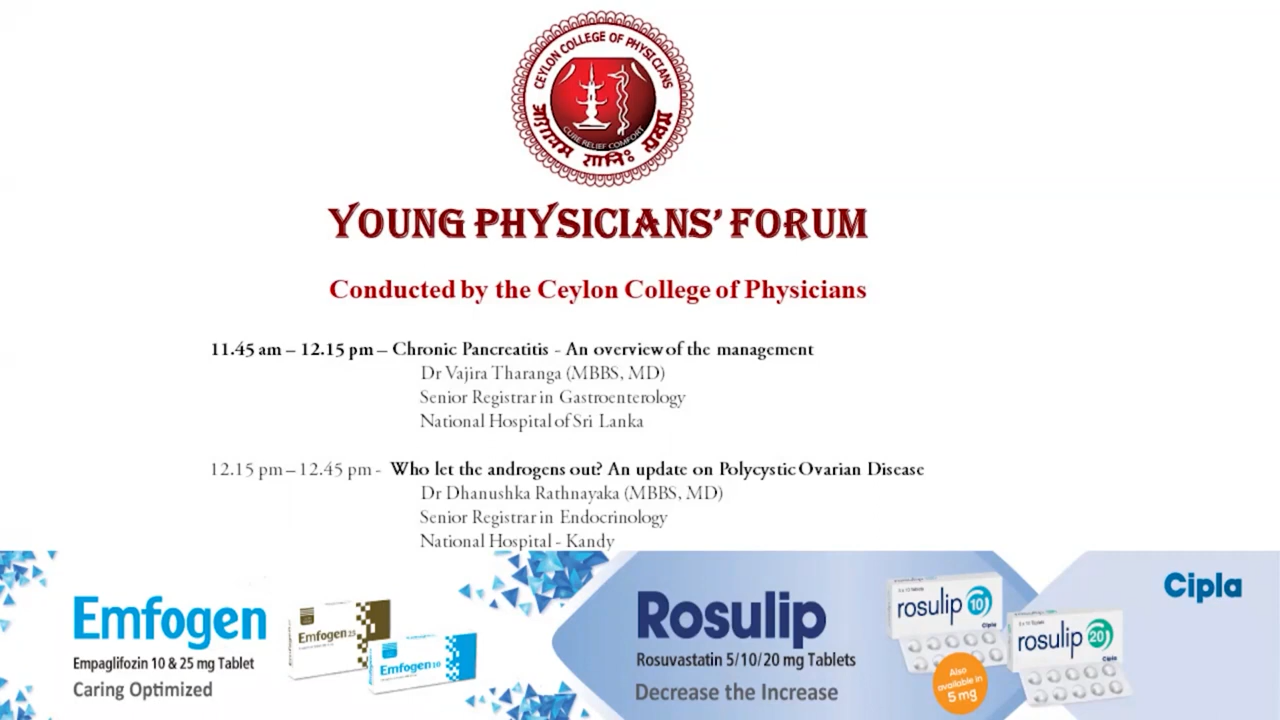 CEYLON COLLEGE OF PHYSICIANS
CURE RELIEF COMFORT
YOUNG PHYSICIANS' FORUM
Conducted by the Ceylon College of Physicians
11.45 am – 12.15 pm – Chronic Pancreatitis - An overview of the management
Dr Vajira Tharanga (MBBS, MD)
Senior Registrar in Gastroenterology
National Hospital of Sri Lanka
12.15 pm – 12.45 pm - Who let the androgens out? An update on Polycystic Ovarian Disease
Dr Dhanushka Rathnayaka (MBBS, MD)
Senior Registrar in Endocrinology
National Hospital - Kandy
Emfogen
Empaglifozin 10 & 25 mg Tablet
Caring Optimized
Emfogen 25
Emfogen 10
Rosulip
Rosuvastatin 5/10/20 mg Tablets
Decrease the Increase
rosulip 10
Cipla
rosulip 20
Cipla
Also
available in
5 mg
Cipla